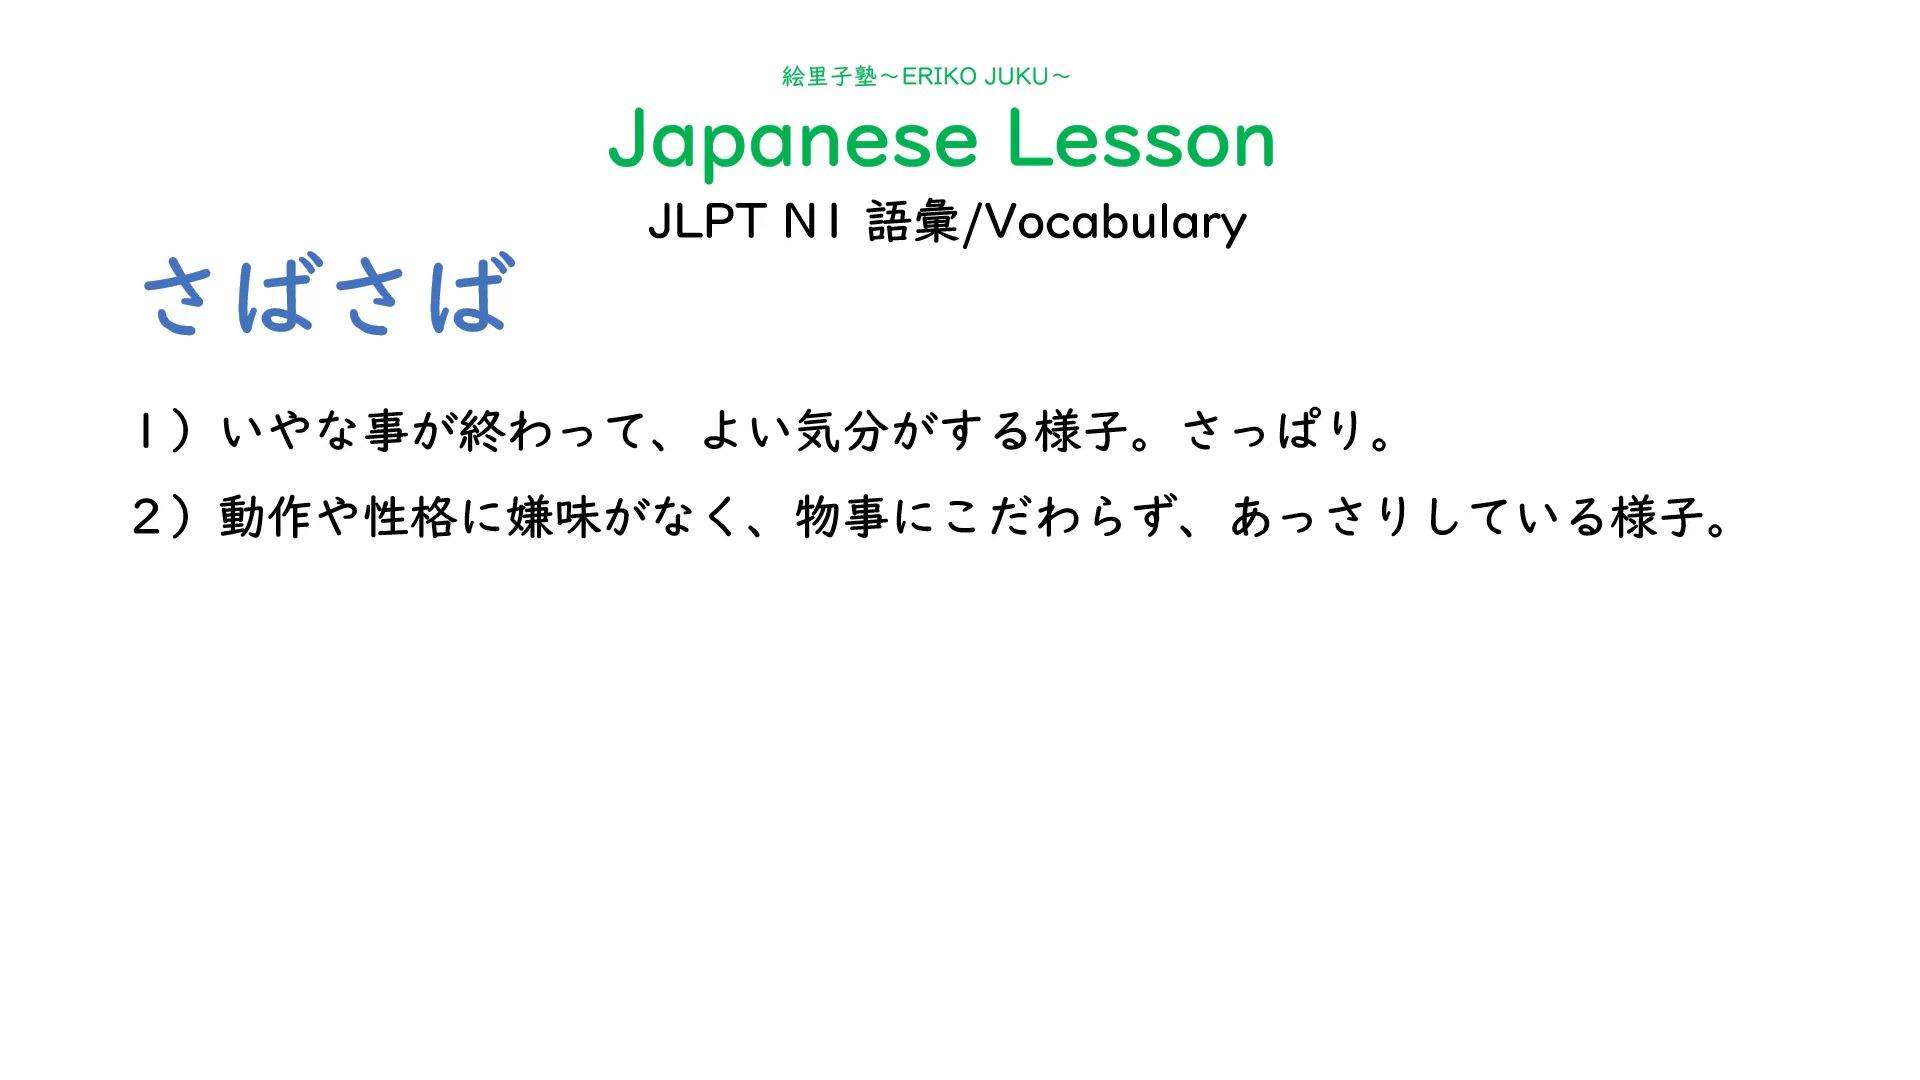 絵里子塾～ERIKO JUKU～
Japanese Lesson
JLPT N1 語彙/Vocabulary
さばさば
１）いやな事が終わって、よい気分がする様子。さっぱり。
２）動作や性格に嫌味がなく、物事にこだわらず、あっさりしている様子。